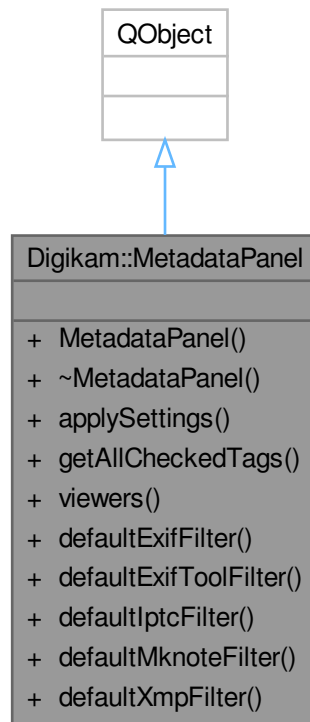 QObject
Digikam::MetadataPanel
+ MetadataPanel()
+ ~MetadataPanel()
+ applySettings()
+ getAllCheckedTags()
+ viewers()
+ defaultExifFilter()
+ defaultExifToolFilter()
+ defaultIptcFilter()
+ defaultMknoteFilter()
+ defaultXmpFilter()